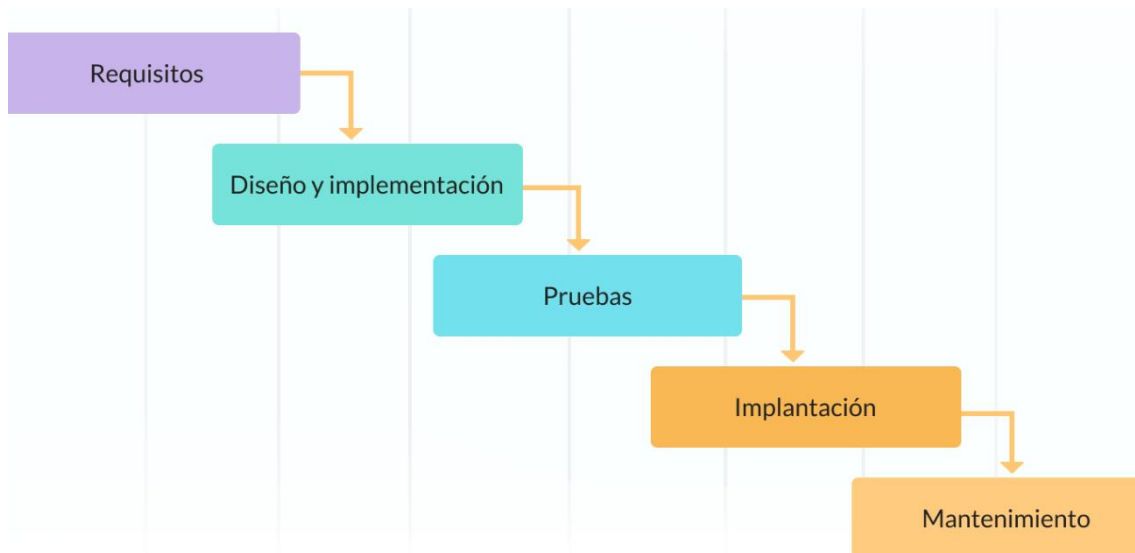 Requisitos
Diseño y implementación
Pruebas
Implantación
Mantenimiento